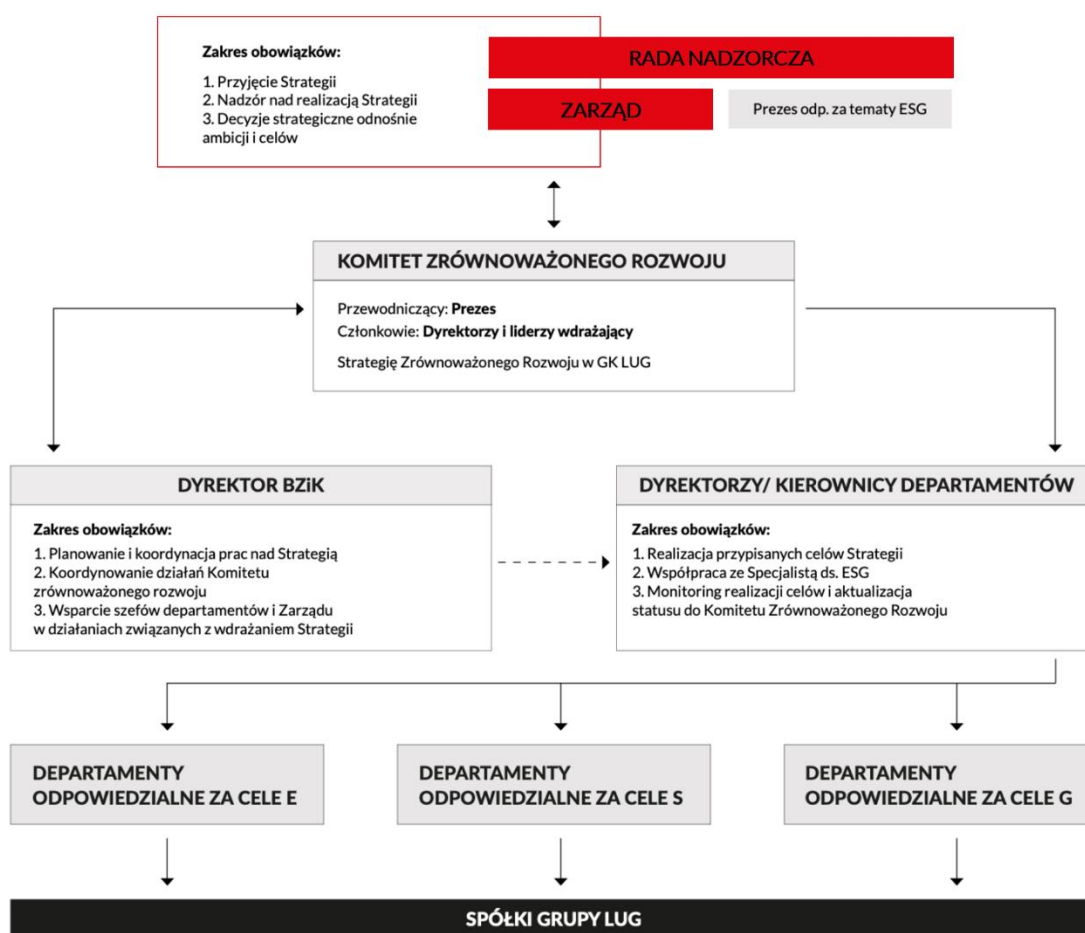 Zakres obowiązków:
1. Przyjęcie Strategii
2. Nadzór nad realizacją Strategii
3. Decyzje strategiczne odnośnie
ambicji i celów
RADA NADZORCZA
ZARZĄD
Prezes odp. za tematy ESG
KOMITET ZRÓWNOWAŻONEGO ROZWOJU
Przewodniczący: Prezes
Członkowie: Dyrektorzy i liderzy wdrażający
Strategię Zrównoważonego Rozwoju w GK LUG
DYREKTOR BZiK
Zakres obowiązków:
1. Planowanie i koordynacja prac nad Strategią
2. Koordynowanie działań Komitetu
zrównoważonego rozwoju
3. Wsparcie szefów departamentów i Zarządu
w działaniach związanych z wdrażaniem Strategii
DYREKTORZY/ KIEROWNICY DEPARTAMENTÓW
Zakres obowiązków:
1. Realizacja przypisanych celów Strategii
2. Współpraca ze Specjalistą ds. ESG
3. Monitoring realizacji celów i aktualizacja
statusu do Komitetu Zrównoważonego Rozwoju
DEPARTAMENTY
ODPOWIEDZIALNE ZA CELE E
DEPARTAMENTY
ODPOWIEDZIALNE ZA CELE S
DEPARTAMENTY
ODPOWIEDZIALNE ZA CELE G
SPÓŁKI GRUPY LUG